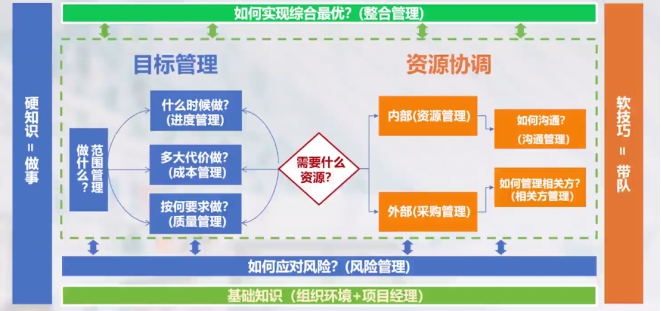 如何实现综合最优？(整合管理)
目标管理
资源协调
硬知识 = 做事
范围管理
做什么？
什么时候做？
(进度管理)
多大代价做？
(成本管理)
按何要求做？
(质量管理)
需要什么
资源？
内部(资源管理)
外部(采购管理)
如何沟通？
(沟通管理)
如何管理相关方？
(相关方管理)
软技巧 = 带队
如何应对风险？(风险管理)
基础知识（组织环境+项目经理）